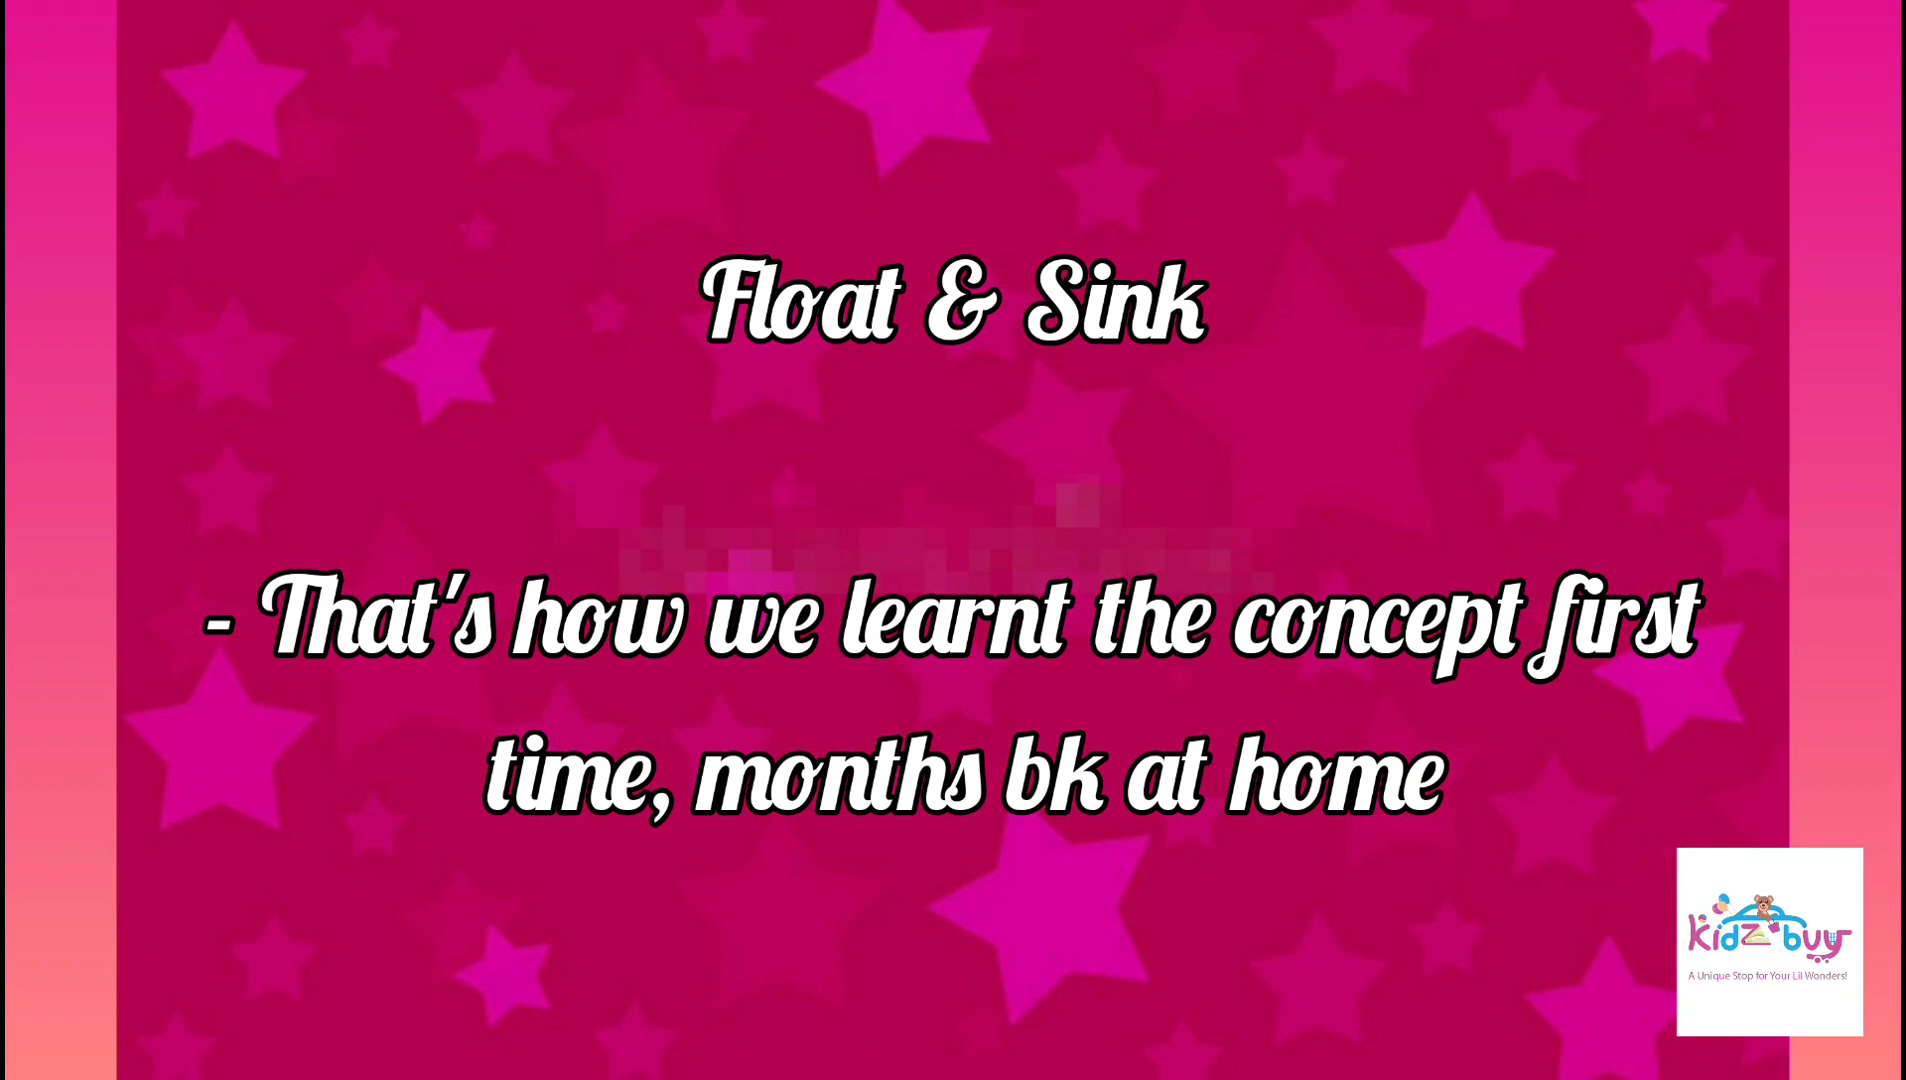 Float & Sink
- That's how we learnt the concept first
time, months bk at home
kidz buy
A Unique Stop for Your Lil Wonders!